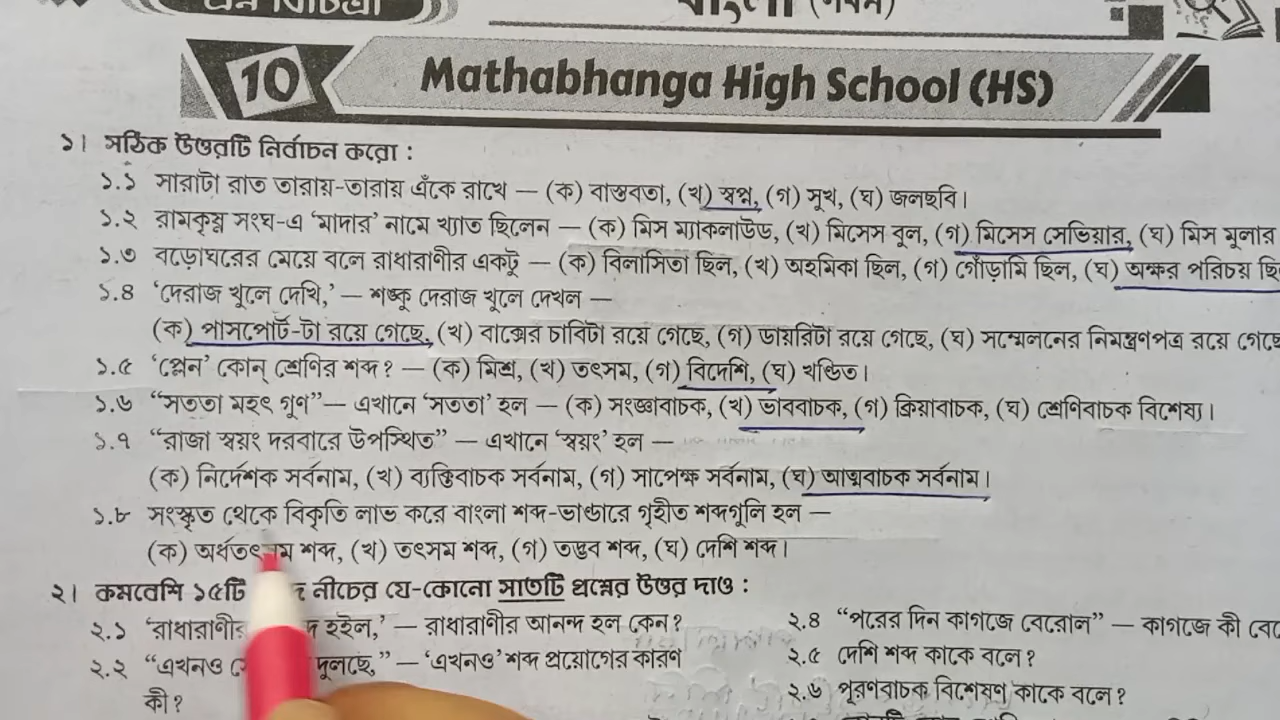 বাংলা (নবম)
10 Mathabhanga High School (HS)
১। সঠিক উত্তরটি নির্বাচন করো :
১.১ সারাটা রাত তারায়-তারায় এঁকে রাখে — (ক) বাস্তবতা, (খ) স্বপ্ন, (গ) সুখ, (ঘ) জলছবি।
১.২ রামকৃষ্ণ সংঘ-এ ‘মাদার’ নামে খ্যাত ছিলেন — (ক) মিস ম্যাকলাউড, (খ) মিসেস বুল, (গ) মিসেস সেভিয়ার, (ঘ) মিস মুলার
১.৩ বড়োঘরের মেয়ে বলে রাধারাণীর একটু — (ক) বিলাসিতা ছিল, (খ) অহমিকা ছিল, (গ) গোঁড়ামি ছিল, (ঘ) অক্ষর পরিচয় ছি
১.৪ ‘দেরাজ খুলে দেখি,’ — শঙ্কু দেরাজ খুলে দেখল —
(ক) পাসপোর্ট-টা রয়ে গেছে, (খ) বাক্সের চাবিটা রয়ে গেছে, (গ) ডায়রিটা রয়ে গেছে, (ঘ) সম্মেলনের নিমন্ত্রণপত্র রয়ে গেছে
১.৫ ‘প্লেন’ কোন্ শ্রেণির শব্দ? — (ক) মিশ্র, (খ) তৎসম, (গ) বিদেশি, (ঘ) খণ্ডিত।
১.৬ “সততা মহৎ গুণ”— এখানে ‘সততা’ হল — (ক) সংজ্ঞাবাচক, (খ) ভাববাচক, (গ) ক্রিয়াবাচক, (ঘ) শ্রেণিবাচক বিশেষ্য।
১.৭ “রাজা স্বয়ং দরবারে উপস্থিত” — এখানে ‘স্বয়ং’ হল —
(ক) নির্দেশক সর্বনাম, (খ) ব্যক্তিবাচক সর্বনাম, (গ) সাপেক্ষ সর্বনাম, (ঘ) আত্মবাচক সর্বনাম।
১.৮ সংস্কৃত থেকে বিকৃতি লাভ করে বাংলা শব্দ-ভাণ্ডারে গৃহীত শব্দগুলি হল —
(ক) অর্ধতৎসম শব্দ, (খ) তৎসম শব্দ, (গ) তদ্ভব শব্দ, (ঘ) দেশি শব্দ।
২। কমবেশি ১৫টি নীচের যে-কোনো সাতটি প্রশ্নের উত্তর দাও :
২.১ ‘রাধারাণীর হইল,’ — রাধারাণীর আনন্দ হল কেন?
২.২ “এখনও দুলছে,” — ‘এখনও’ শব্দ প্রয়োগের কারণ
কী?
২.৪ “পরের দিন কাগজে বেরোল” — কাগজে কী
২.৫ দেশি শব্দ কাকে বলে?
২.৬ পূরণবাচক বিশেষণ কাকে বলে?